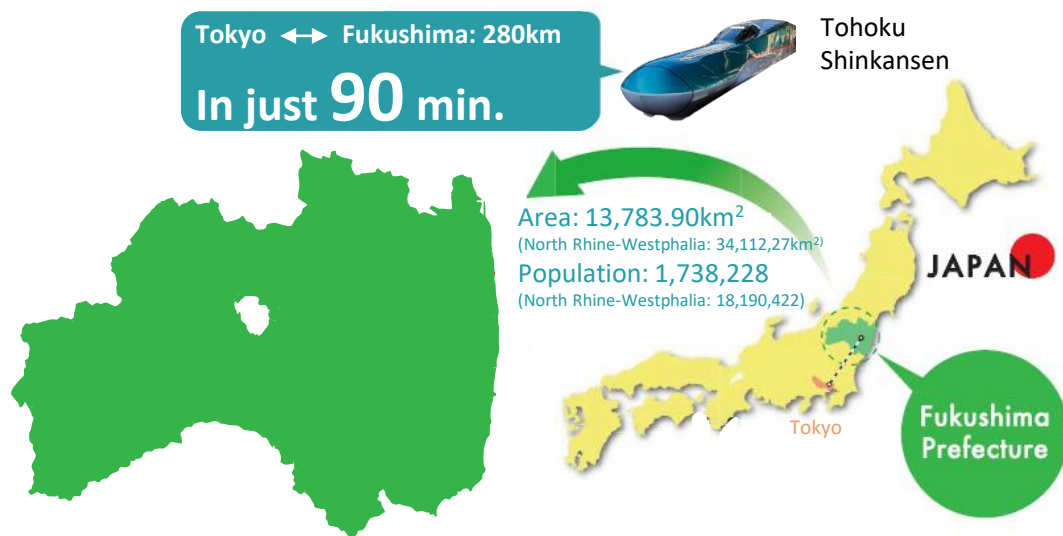 Tokyo ↔ Fukushima: 280km
In just 90 min.
Tohoku
Shinkansen
Area: 13,783.90km²
(North Rhine-Westphalia: 34,112,27km²)
Population: 1,738,228
(North Rhine-Westphalia: 18,190,422)
JAPAN
Tokyo
Fukushima
Prefecture